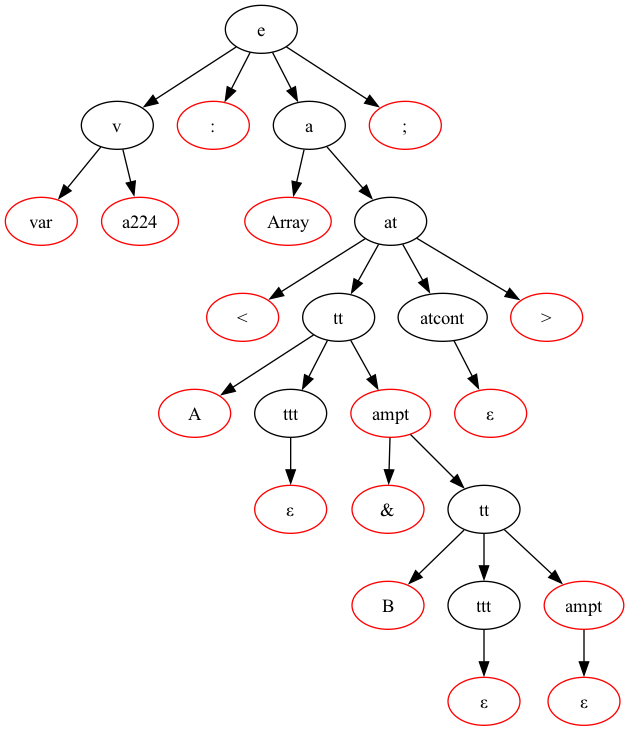 e
v : a ;
var a224 Array at
< tt atcont >
A ttt ampt ε
ε & tt
B ttt ampt
ε ε